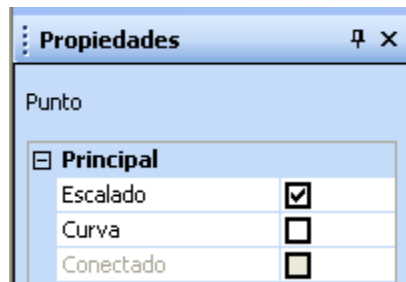 Propiedades
Punto
Principal
Escalado
Curva
Conectado